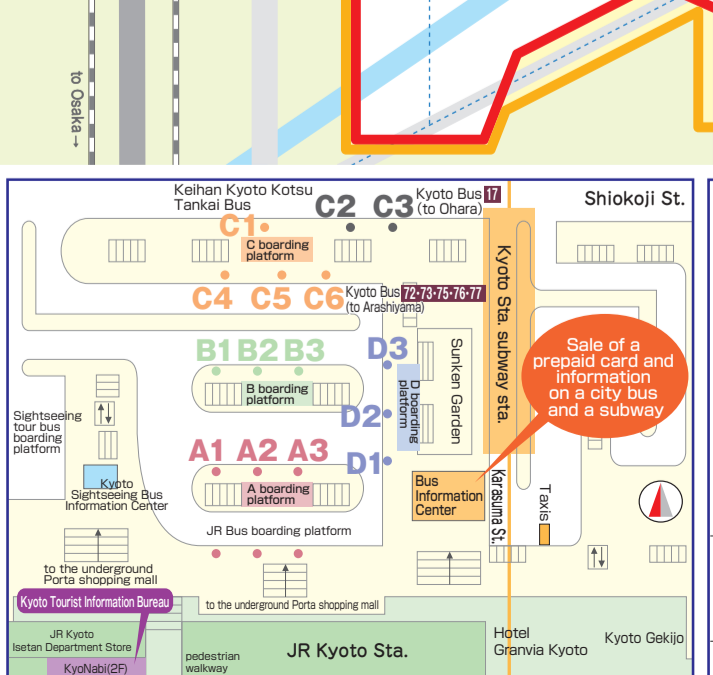 to Osaka→
Keihan Kyoto Kotsu
Tankai Bus
C1
C2
C3
Kyoto Bus 17
(to Ohara)
Shiokoji St.
C boarding
platform
C4
C5
C6
Kyoto Bus 72・73・75・76・77
(to Arashiyama)
Kyoto Sta. subway sta.
B1 B2 B3
B boarding
platform
D3
D2
D1
D boarding
platform
Sunken Garden
Sale of a
prepaid card and
information
on a city bus
and a subway
Sightseeing
tour bus
boarding
platform
A1 A2 A3
A boarding
platform
Kyoto
Sightseeing Bus
Information Center
Bus
Information
Center
Karasuma St.
Taxis
JR Bus boarding platform
to the underground
Porta shopping mall
Kyoto Tourist Information Bureau
to the underground Porta shopping mall
JR Kyoto
Isetan Department Store
KyoNabi(2F)
pedestrian
walkway
JR Kyoto Sta.
Hotel
Granvia Kyoto
Kyoto Gekijo